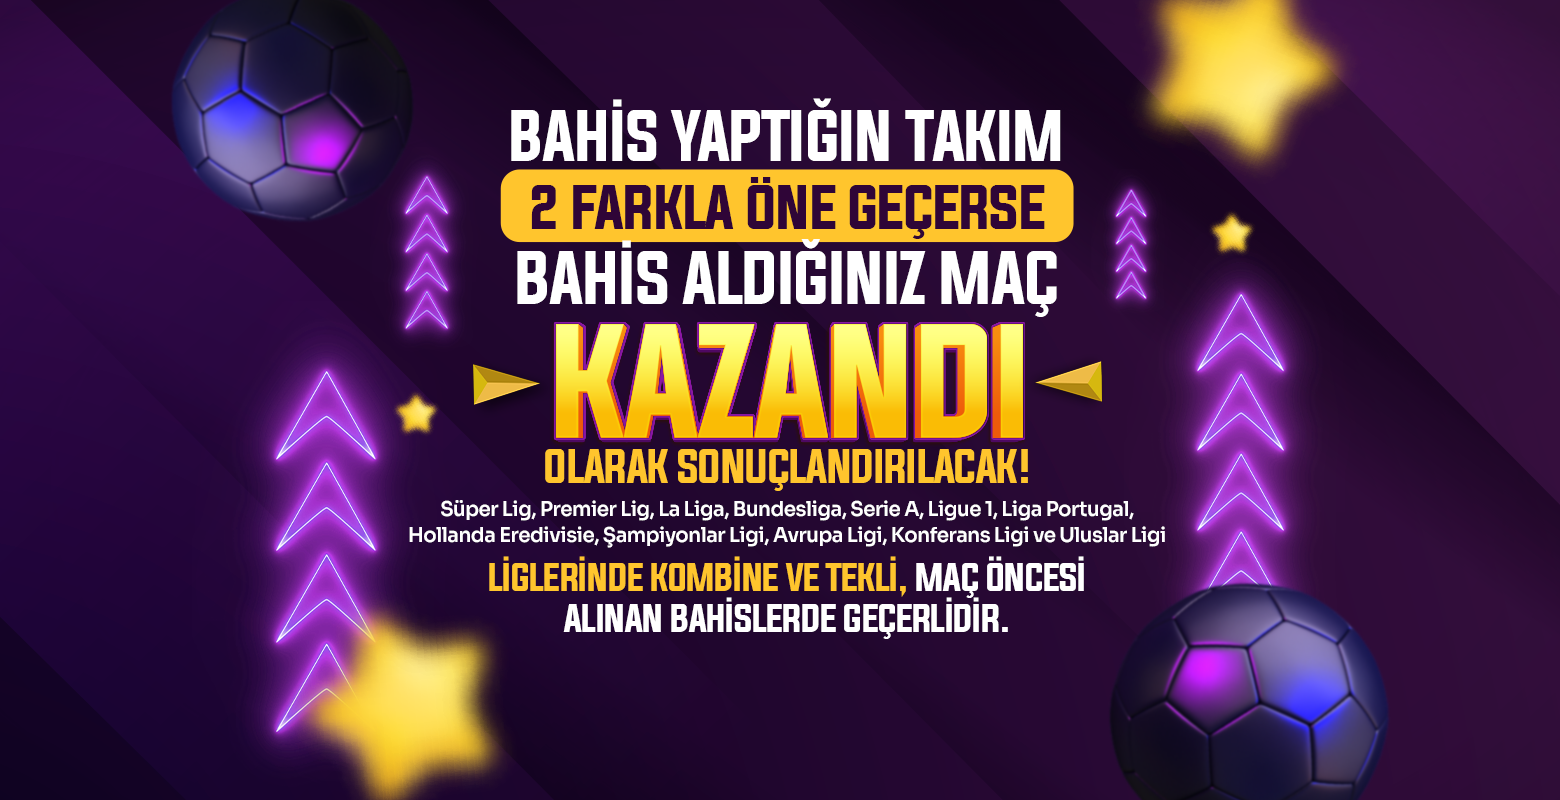 BAHİS YAPTIĞIN TAKIM
2 FARKLA ÖNE GEÇERSE
BAHİS ALDIĞINIZ MAÇ
KAZANDI
OLARAK SONUÇLANDIRILACAK!
Süper Lig, Premier Lig, La Liga, Bundesliga, Serie A, Ligue 1, Liga Portugal,
Hollanda Eredivisie, Şampiyonlar Ligi, Avrupa Ligi, Konferans Ligi ve Uluslar Ligi
LİGLERİNDE KOMBİNE VE TEKLİ, MAÇ ÖNCESİ
ALINAN BAHİSLERDE GEÇERLİDİR.